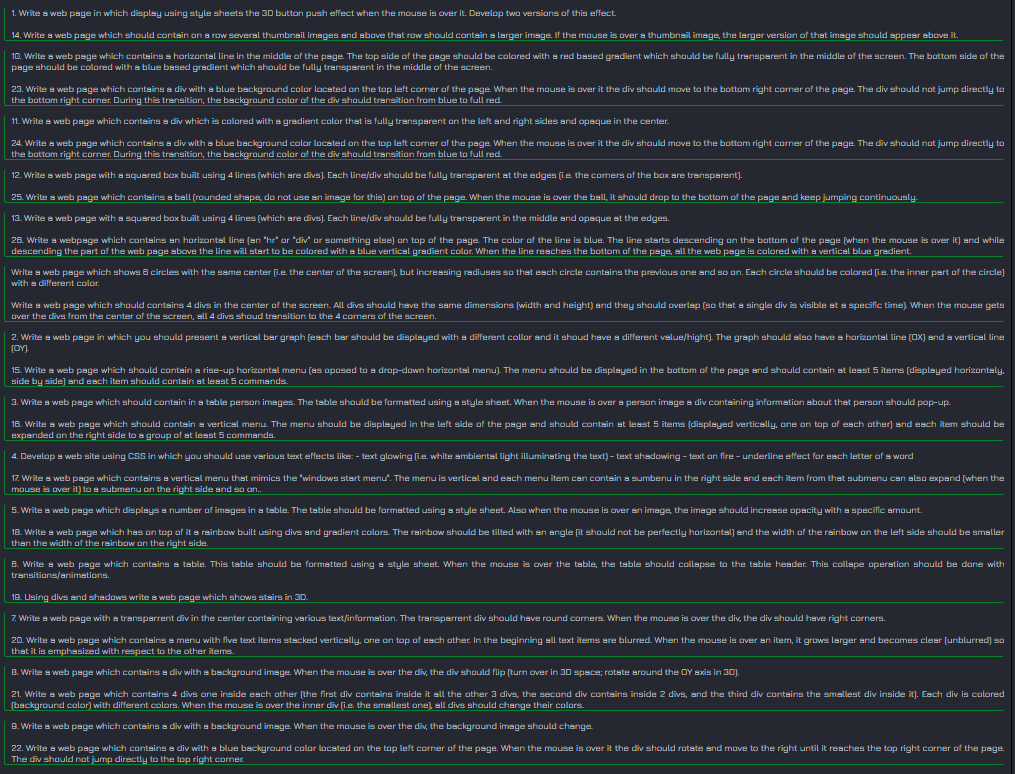 1. Write a web page in which display using style sheets the 3D button push effect when the mouse is over it. Develop two versions of this effect.
14. Write a web page which should contain on a row several thumbnail images and above that row should contain a larger image. If the mouse is over a thumbnail image, the larger version of that image should appear above it.
10. Write a web page which contains a horizontal line in the middle of the page. The top side of the page should be colored with a red based gradient which should be fully transparent in the middle of the screen. The bottom side of the
page should be colored with a blue based gradient which should be fully transparent in the middle of the screen.
23. Write a web page which contains a div with a blue background color located on the top left corner of the page. When the mouse is over it the div should move to the bottom right corner of the page. The div should not jump directly to
the bottom right corner. During this transition, the background color of the div should transition from blue to full red.
11. Write a web page which contains a div which is colored with a gradient color that is fully transparent on the left and right sides and opaque in the center.
24. Write a web page which contains a div with a blue background color located on the top left corner of the page. When the mouse is over it the div should move to the bottom right corner of the page. The div should not jump directly to
the bottom right corner. During this transition, the background color of the div should transition from blue to full red.
12. Write a web page with a squared box built using 4 lines (which are divs). Each line/div should be fully transparent at the edges (i.e. the corners of the box are transparent).
25. Write a web page which contains a ball (rounded shape, do not use an image for this) on top of the page. When the mouse is over the ball, it should drop to the bottom of the page and keep jumping continuously.
13. Write a web page with a squared box built using 4 lines (which are divs). Each line/div should be fully transparent in the middle and opaque at the edges.
26. Write a webpage which contains an horizontal line (an "hr" or "div" or something else) on top of the page. The color of the line is blue. The line starts descending on the bottom of the page (when the mouse is over it) and while
descending the part of the web page above the line will start to be colored with a blue vertical gradient color. When the line reaches the bottom of the page, all the web page is colored with a vertical blue gradient.
Write a web page which shows 6 circles with the same center (i.e. the center of the screen), but increasing radiuses so that each circle contains the previous one and so on. Each circle should be colored (i.e. the inner part of the circle)
with a different color.
Write a web page which should contains 4 divs in the center of the screen. All divs should have the same dimensions (width and height) and they should overlap (so that a single div is visible at a specific time). When the mouse gets
over the divs from the center of the screen, all 4 divs shoud transition to the 4 corners of the screen.
2. Write a web page in which you should present a vertical bar graph (each bar should be displayed with a different collor and it shoud have a different value/hight). The graph should also have a horizontal line (OX) and a vertical line
(OY).
15. Write a web page which should contain a rise-up horizontal menu (as oposed to a drop-down horizontal menu). The menu should be displayed in the bottom of the page and should contain at least 5 items (displayed horizontaly,
side by side) and each item should contain at least 5 commands.
3. Write a web page which should contain in a table person images. The table should be formatted using a style sheet. When the mouse is over a person image a div containing information about that person should pop-up.
16. Write a web page which should contain a vertical menu. The menu should be displayed in the left side of the page and should contain at least 5 items (displayed vertically, one on top of each other) and each item should be
expanded on the right side to a group of at least 5 commands.
4. Develop a web site using CSS in which you should use various text effects like: - text glowing (i.e. white ambiental light illuminating the text) - text shadowing - text on fire - underline effect for each letter of a word
17. Write a web page which contains a vertical menu that mimics the "windows start menu". The menu is vertical and each menu item can contain a sumbenu in the right side and each item from that submenu can also expand (when the
mouse is over it) to a submenu on the right side and so on..
5. Write a web page which displays a number of images in a table. The table should be formatted using a style sheet. Also when the mouse is over an image, the image should increase opacity with a specific amount.
18. Write a web page which has on top of it a rainbow built using divs and gradient colors. The rainbow should be tilted with an angle (it should not be perfectly horizontal) and the width of the rainbow on the left side should be smaller
than the width of the rainbow on the right side.
6. Write a web page which contains a table. This table should be formatted using a style sheet. When the mouse is over the table, the table should collapse to the table header. This collape operation should be done with
transitions/animations.
19. Using divs and shadows write a web page which shows stairs in 3D.
7. Write a web page with a transparrent div in the center containing various text/information. The transparrent div should have round corners. When the mouse is over the div, the div should have right corners.
20. Write a web page which contains a menu with five text items stacked vertically, one on top of each other. In the beginning all text items are blurred. When the mouse is over an item, it grows larger and becomes clear (unblurred) so
that it is emphasized with respect to the other items.
8. Write a web page which contains a div with a background image. When the mouse is over the div, the div should flip (turn over in 3D space; rotate around the OY axis in 3D).
21. Write a web page which contains 4 divs one inside each other (the first div contains inside it all the other 3 divs, the second div contains inside 2 divs, and the third div contains the smallest div inside it). Each div is colored
(background color) with different colors. When the mouse is over the inner div (i.e. the smallest one), all divs should change their colors.
9. Write a web page which contains a div with a background image. When the mouse is over the div, the background image should change.
22. Write a web page which contains a div with a blue background color located on the top left corner of the page. When the mouse is over it the div should rotate and move to the right until it reaches the top right corner of the page.
The div should not jump directly to the top right corner.